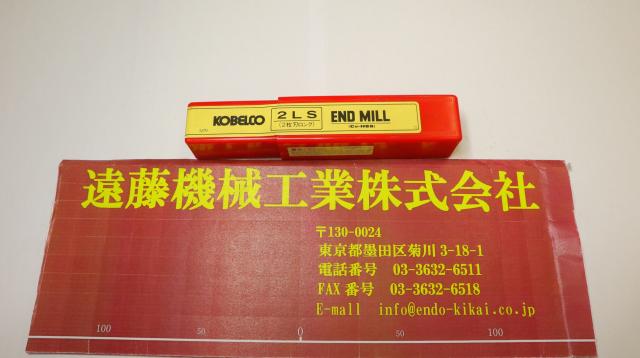 KOBELCO 2LS END MILL
(2枚刃ロング) (Co-HSS)
遠藤機械工業株式会社
〒130-0024
東京都墨田区菊川 3-18-1
電話番号 03-3632-6511
FAX 番号 03-3632-6518
E-mall info@endo-kikai.co.jp
100 50 0 50 100